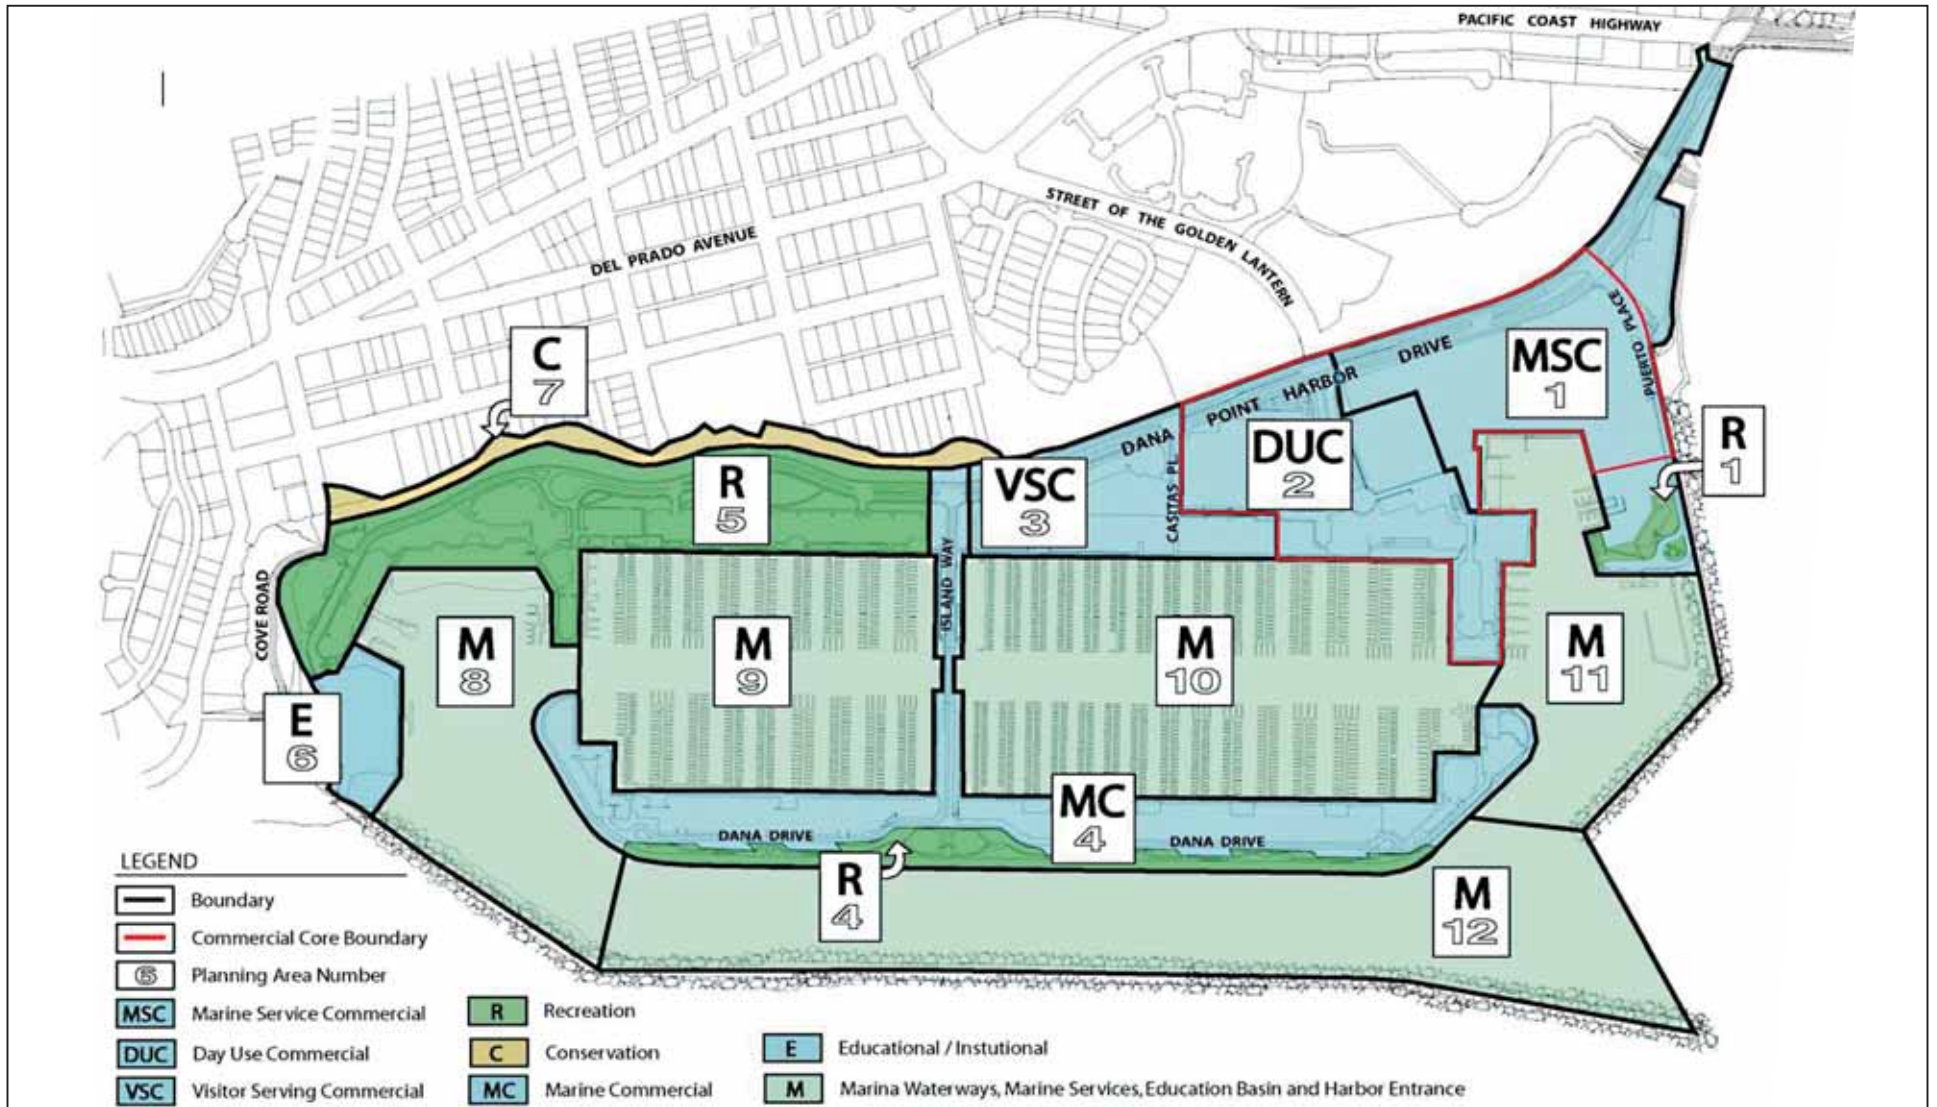 PACIFIC COAST HIGHWAY
STREET OF THE GOLDEN LANTERN
DEL PRADO AVENUE
PUERTO PLACE
DANA POINT HARBOR DRIVE
C
7
MSC
1
R
1
DUC
2
R
5
VSC
3
CASITAS PL
ISLAND WAY
COVE ROAD
M
8
M
9
M
10
M
11
E
6
MC
4
DANA DRIVE
DANA DRIVE
R
4
M
12
LEGEND
Boundary
Commercial Core Boundary
6 Planning Area Number
MSC Marine Service Commercial
DUC Day Use Commercial
VSC Visitor Serving Commercial
R Recreation
C Conservation
MC Marine Commercial
E Educational / Instutional
M Marina Waterways, Marine Services, Education Basin and Harbor Entrance